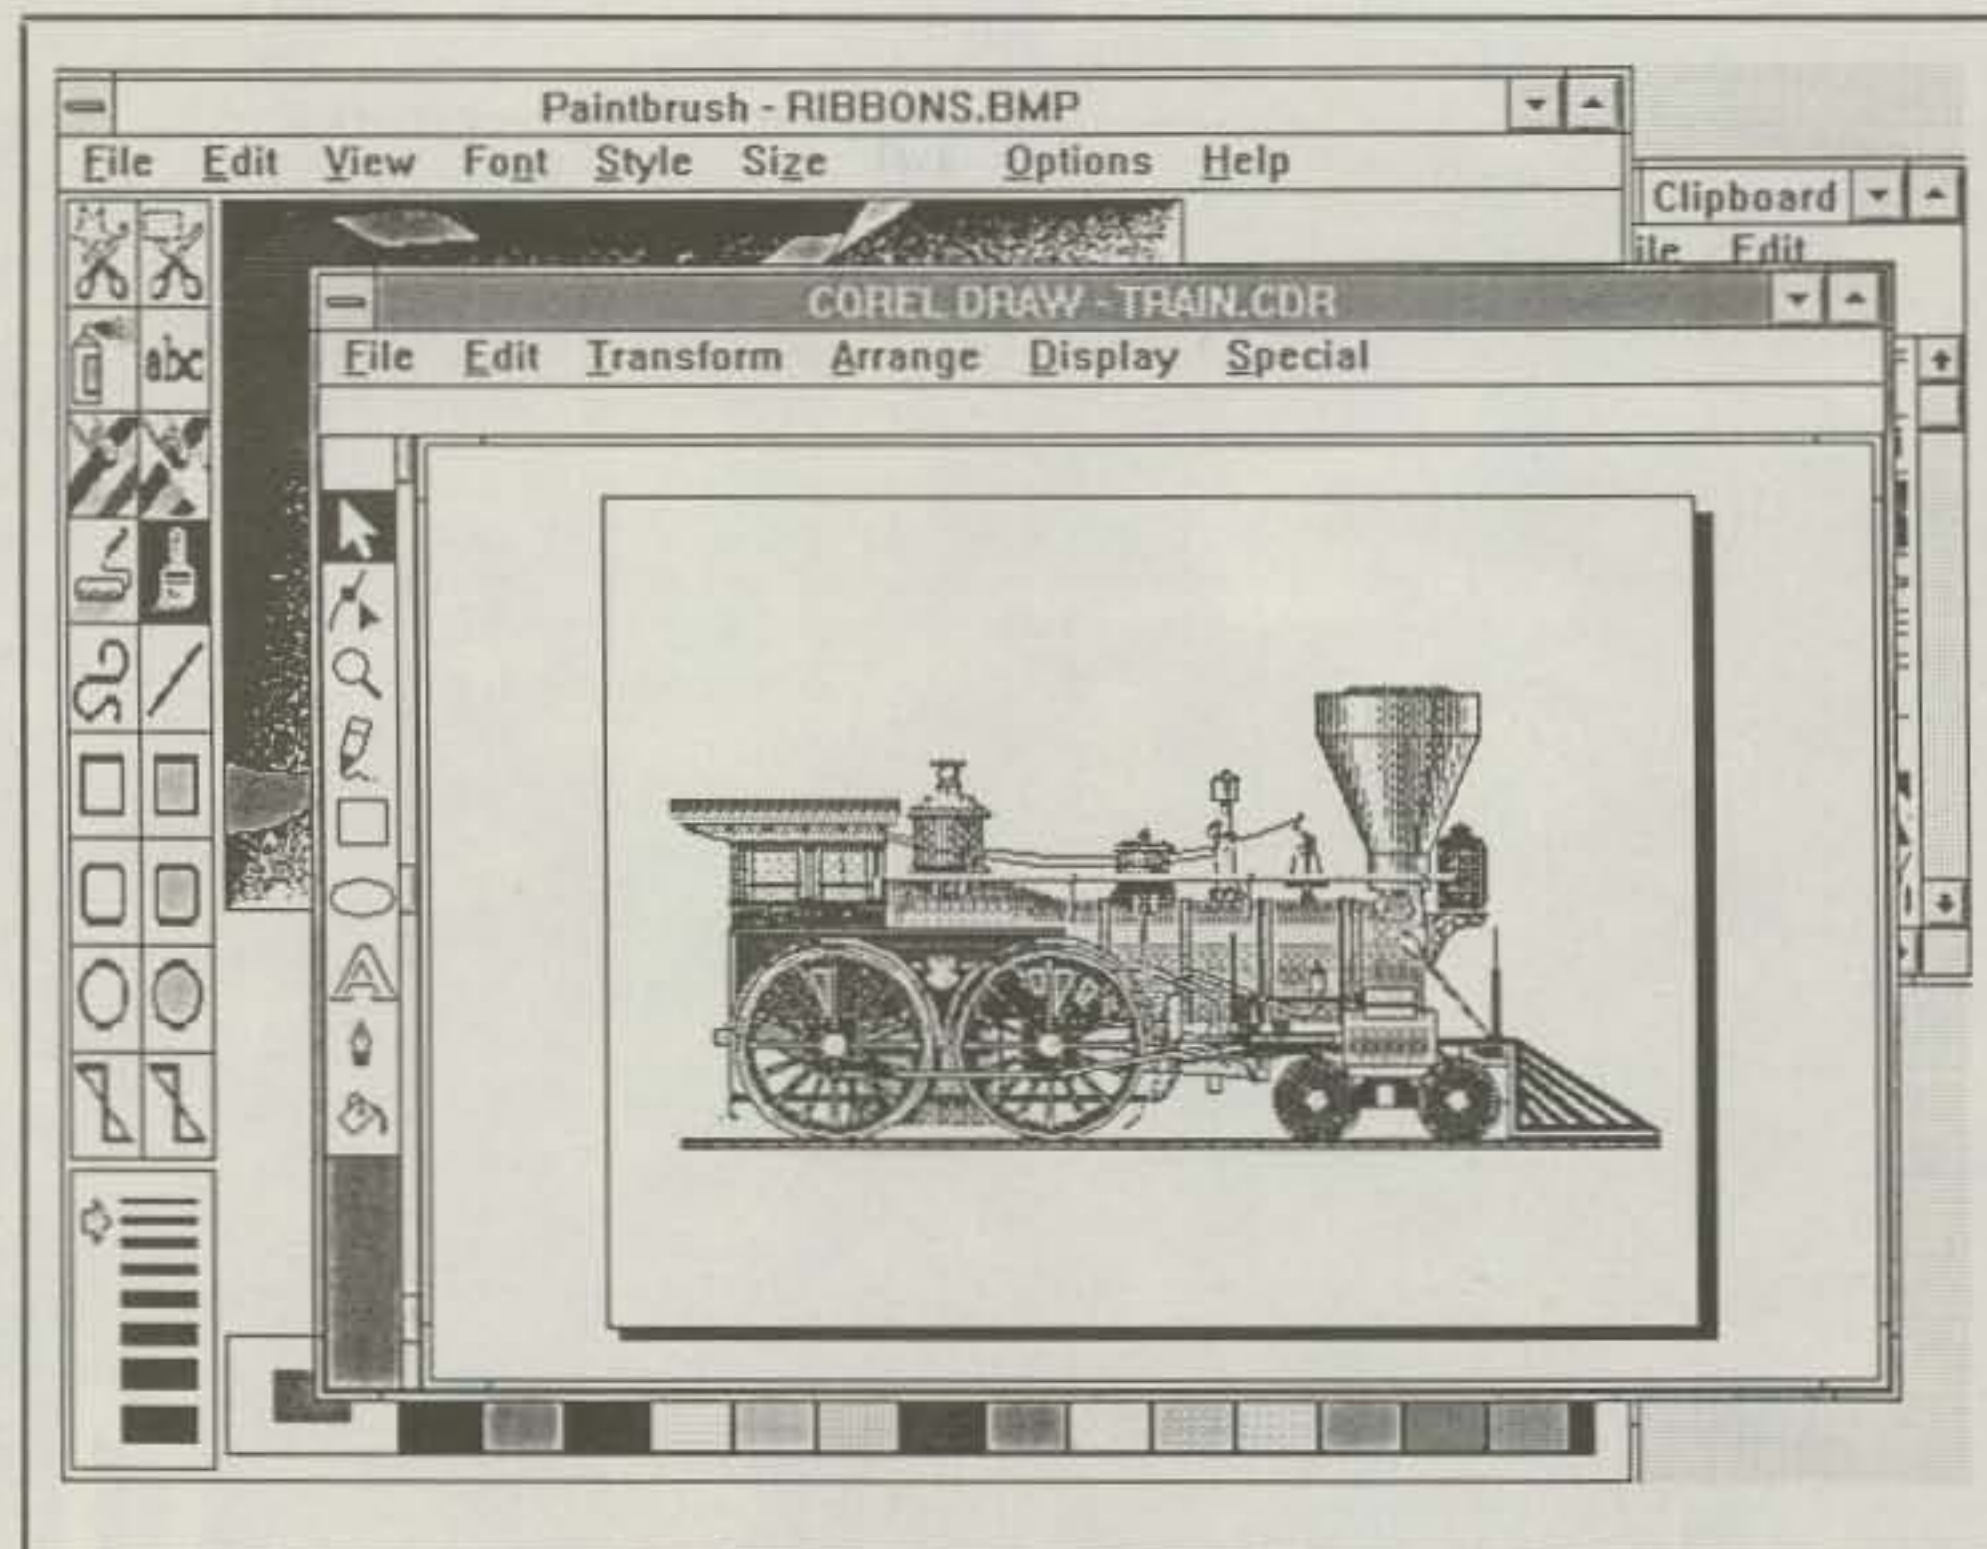 Paintbrush - RIBBONS.BMP
File Edit View Font Style Size Options Help
Clipboard
ile Edit
COREL DRAW - TRAIN.CDR
File Edit Transform Arrange Display Special
abc
A